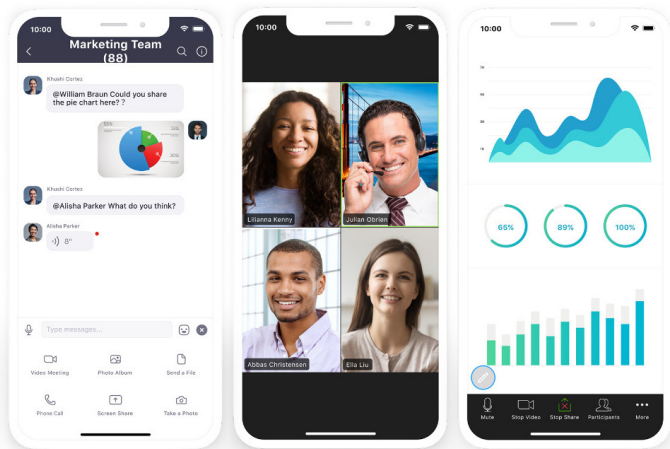 10:00
Marketing Team
(88)
Khushi Cortez
@William Braun Could you share
the pie chart here? ?
Khushi Cortez
@Alisha Parker What do you think?
Alisha Parker
8"
Type messages...
Video Meeting
Photo Album
Send a File
Phone Call
Screen Share
Take a Photo
10:00
Lilianna Kenny
Julian Obrien
Abbas Christensen
Ella Liu
10:00
65%
89%
100%
Mute
Stop Video
Stop Share
Participants
More